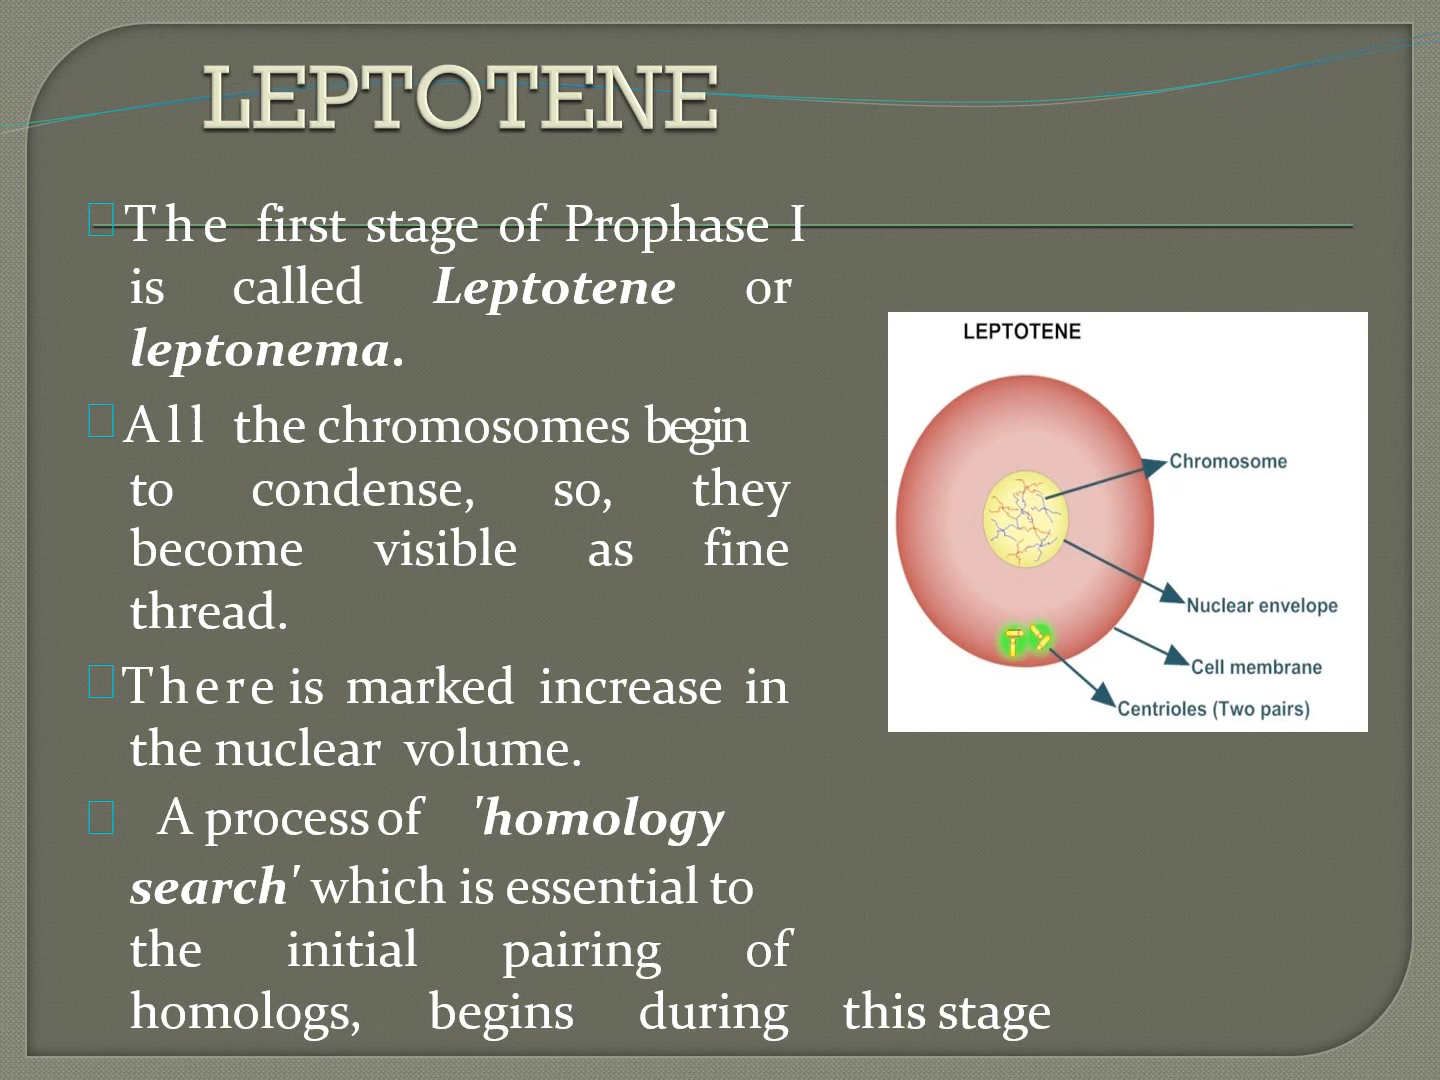 LEPTOTENE
The first stage of Prophase I
is called Leptotene or
leptonema.
All the chromosomes begin
to condense, so, they
become visible as fine
thread.
There is marked increase in
the nuclear volume.
A process of 'homology
search' which is essential to
the initial pairing of
homologs, begins during this stage
LEPTOTENE
Chromosome
Nuclear envelope
Cell membrane
Centrioles (Two pairs)